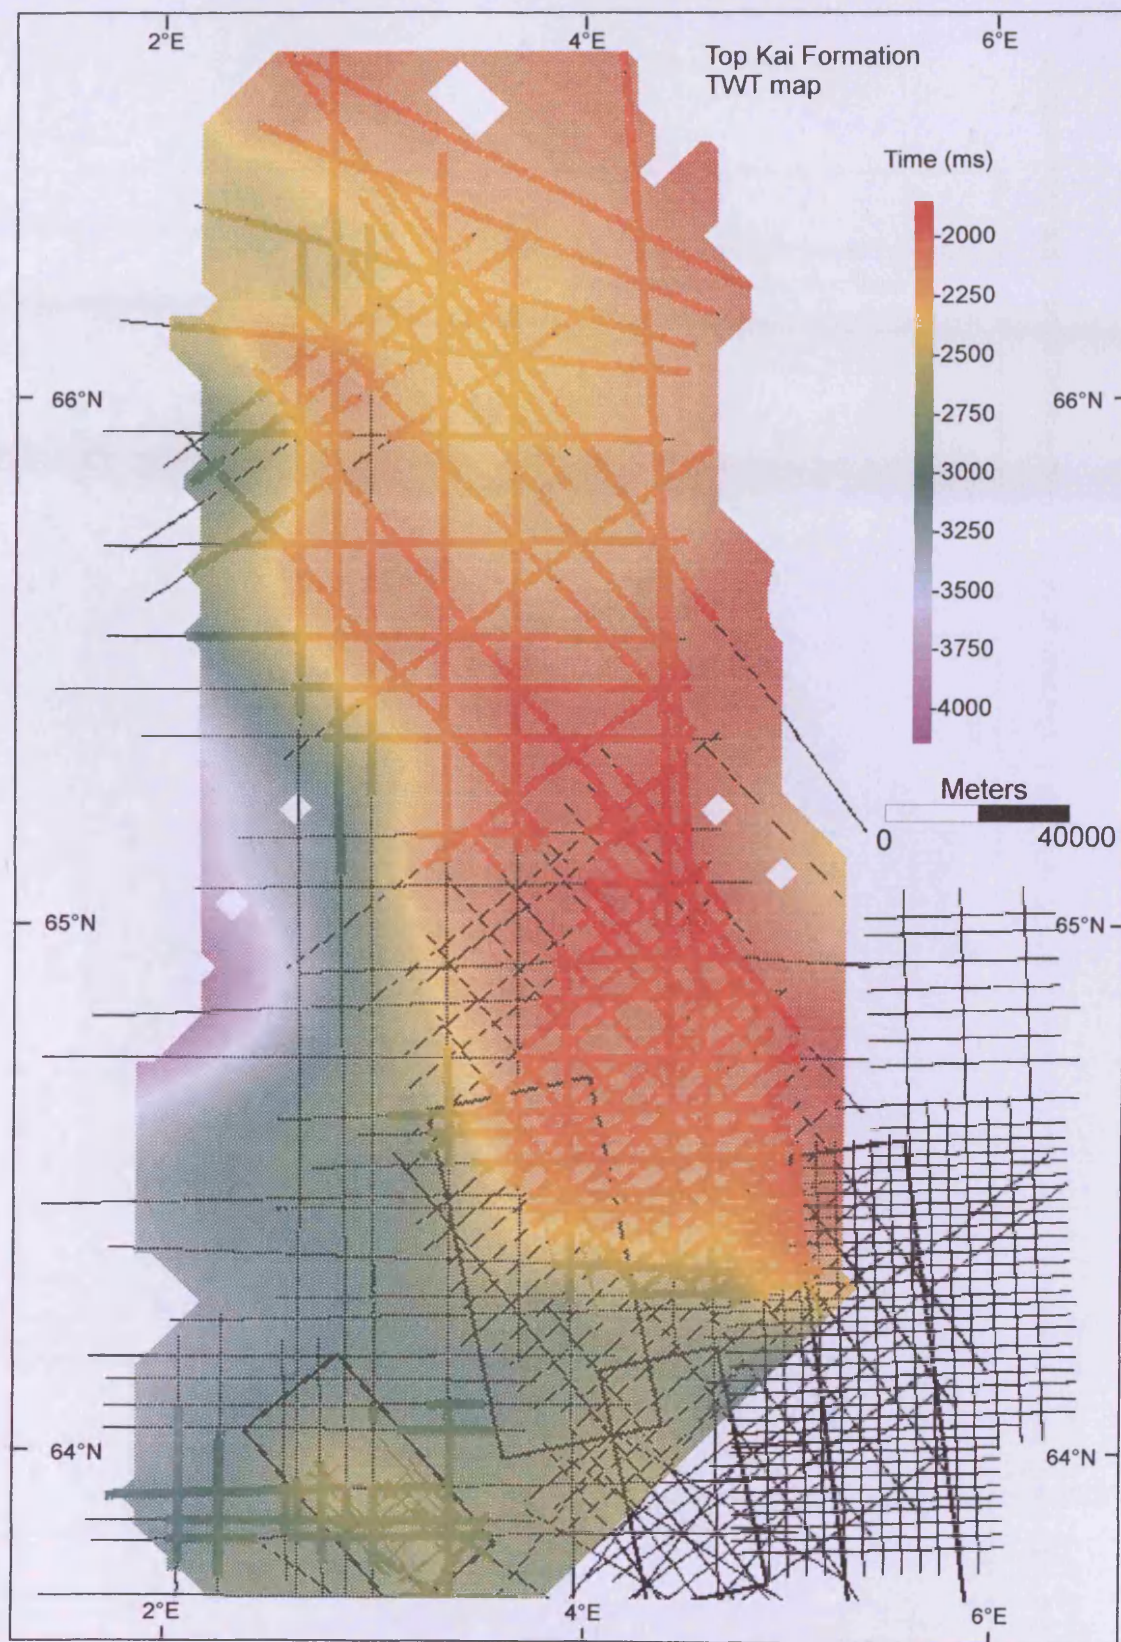 2°E
4°E
6°E
Top Kai Formation
TWT map
Time (ms)
-2000
-2250
-2500
-2750
-3000
-3250
-3500
-3750
-4000
66°N
66°N
Meters
0
40000
65°N
65°N
64°N
64°N
2°E
4°E
6°E